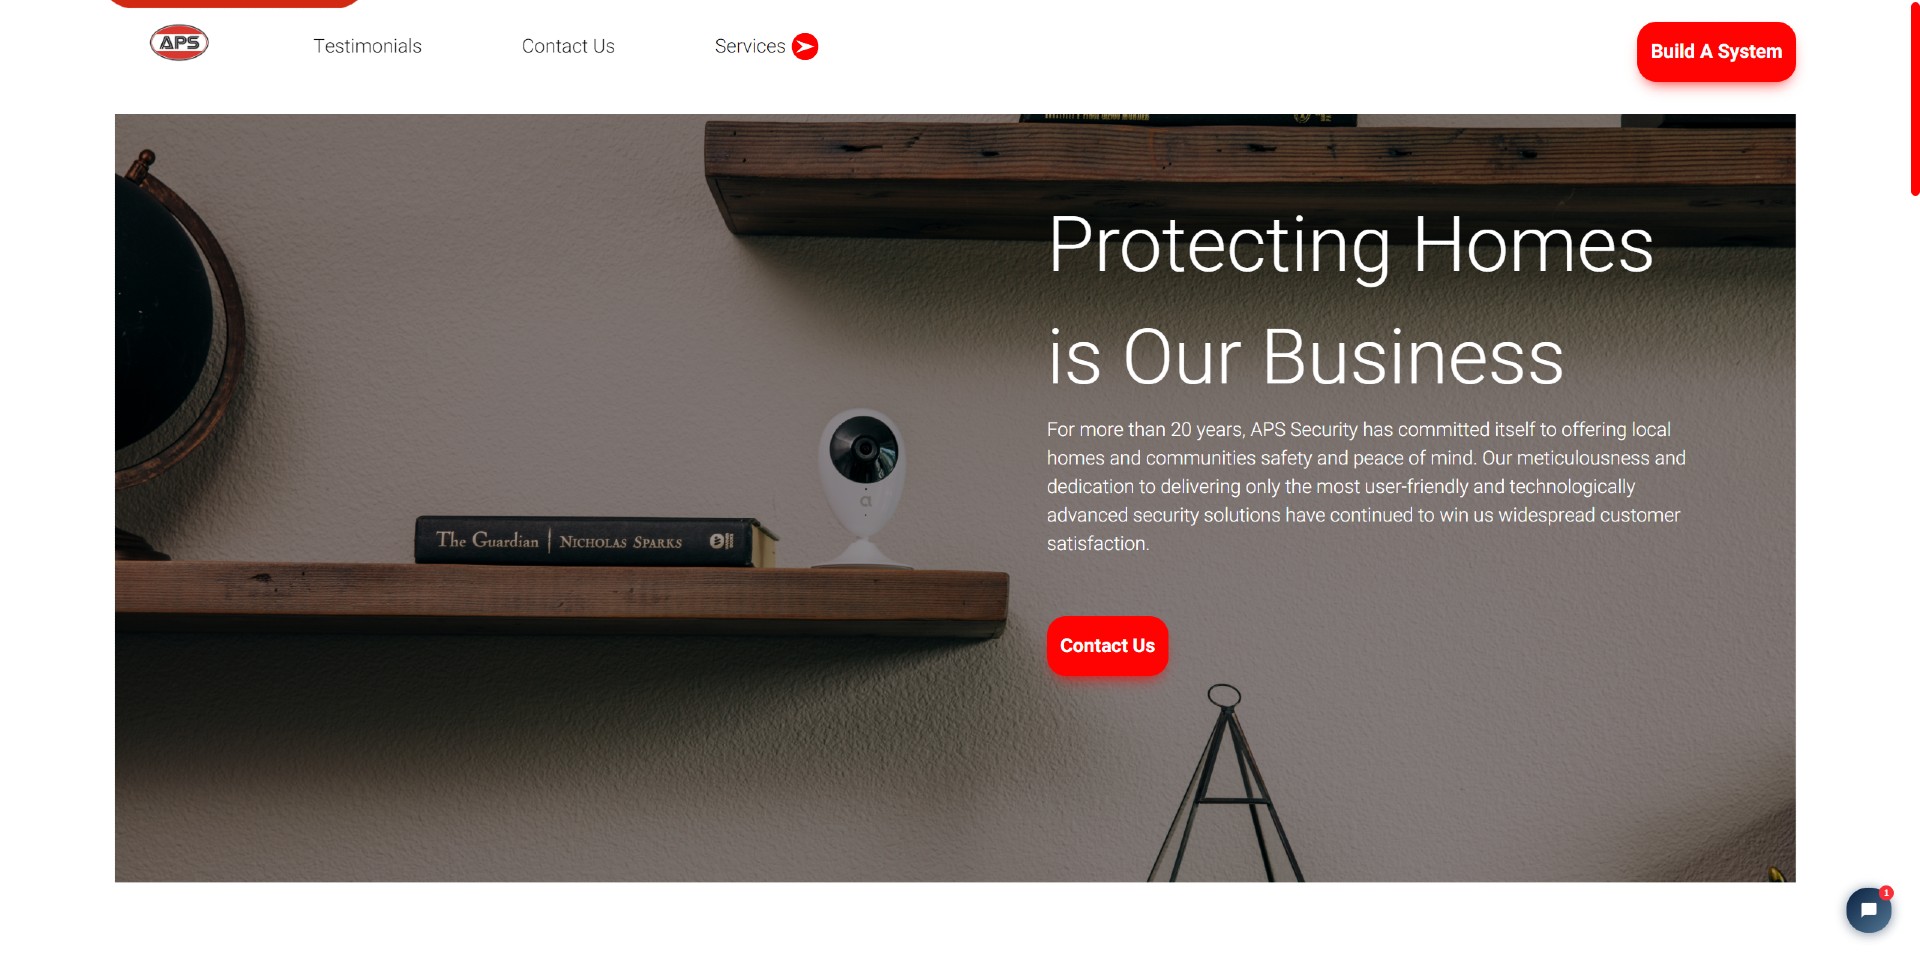 APS
Testimonials
Contact Us
Services
Build A System
Protecting Homes
is Our Business
For more than 20 years, APS Security has committed itself to offering local
homes and communities safety and peace of mind. Our meticulousness and
dedication to delivering only the most user-friendly and technologically
advanced security solutions have continued to win us widespread customer
satisfaction.
The Guardian | NICHOLAS SPARKS
Contact Us
1